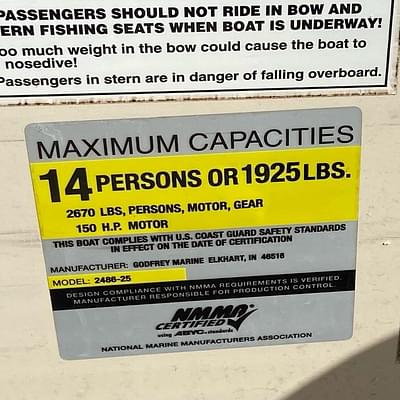 PASSENGERS SHOULD NOT RIDE IN BOW AND
ERN FISHING SEATS WHEN BOAT IS UNDERWAY!
oo much weight in the bow could cause the boat to
nosedive!
Passengers in stern are in danger of falling overboard.
MAXIMUM CAPACITIES
14 PERSONS OR 1925 LBS.
2670 LBS, PERSONS, MOTOR, GEAR
150 H.P. MOTOR
THIS BOAT COMPLIES WITH U.S. COAST GUARD SAFETY STANDARDS
IN EFFECT ON THE DATE OF CERTIFICATION
MANUFACTURER: GODFREY MARINE ELKHART, IN 46516
MODEL: 2486-25
DESIGN COMPLIANCE WITH NMMA REQUIREMENTS IS VERIFIED.
MANUFACTURER RESPONSIBLE FOR PRODUCTION CONTROL.
NMMA
CERTIFIED
using ABYC standards
NATIONAL MARINE MANUFACTURERS ASSOCIATION